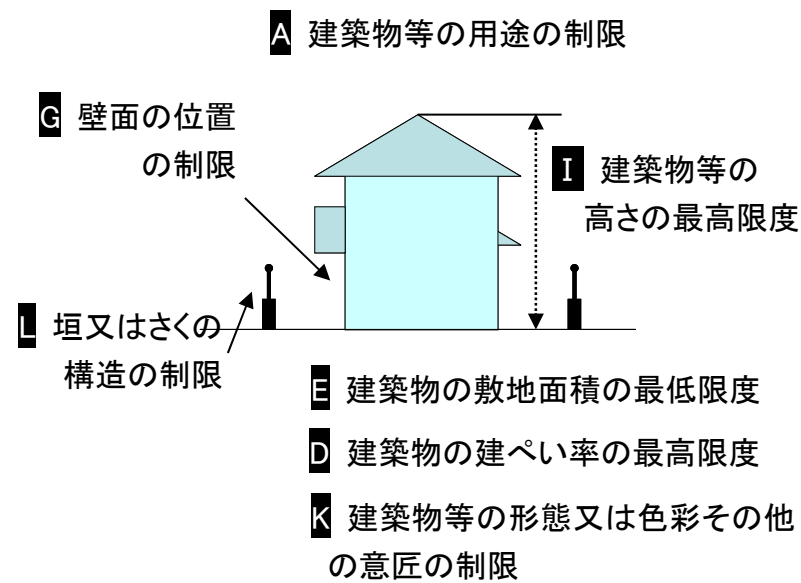 A 建築物等の用途の制限
G 壁面の位置
の制限
I 建築物等の
高さの最高限度
L 垣又はさくの
構造の制限
E 建築物の敷地面積の最低限度
D 建築物の建ぺい率の最高限度
K 建築物等の形態又は色彩その他
の意匠の制限